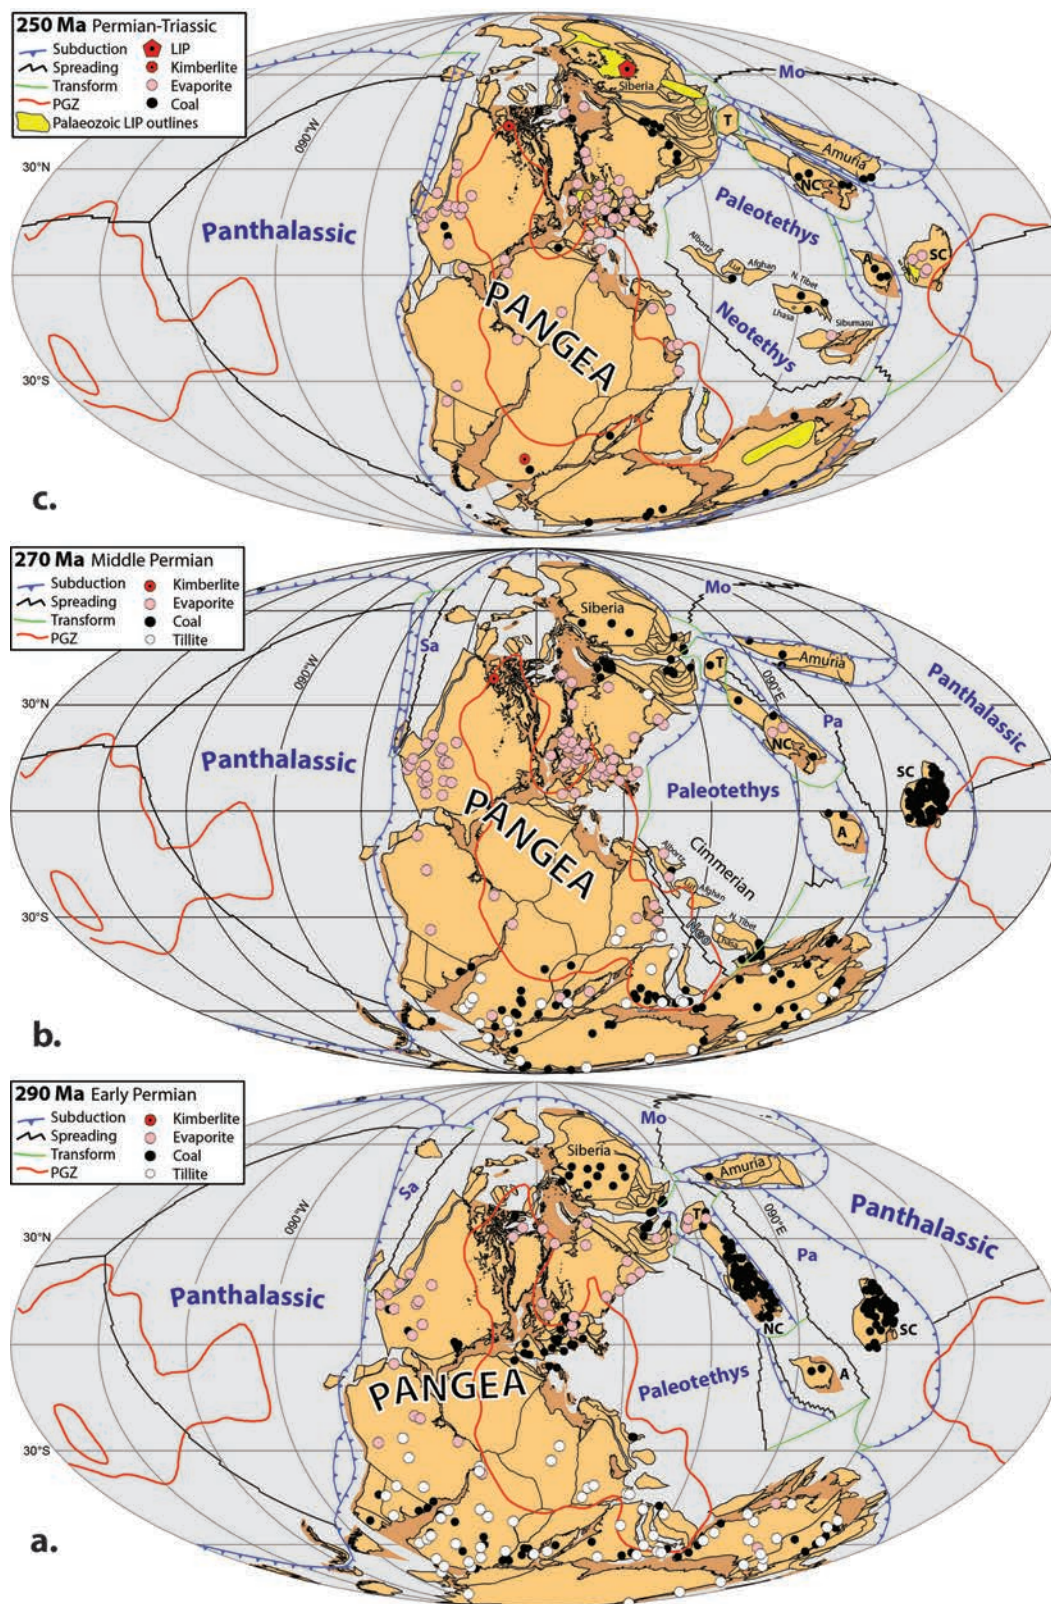 250 Ma Permian-Triassic
Subduction
LIP
Spreading
Kimberlite
Transform
Evaporite
PGZ
Coal
Palaeozoic LIP outlines
Mo
Siberia
T
090°W
Amuria
30°N
NC
Paleotethys
Panthalassic
Alborz
Lut
Afghan
A
SC
N. Tibet
PANGEA
Lhasa
Sibumasu
Neotethys
30°S
c.
270 Ma Middle Permian
Subduction
Kimberlite
Spreading
Evaporite
Transform
Coal
PGZ
Tillite
Mo
Siberia
Sa
T
Amuria
090°W
090°E
30°N
Pa
Panthalassic
NC
Panthalassic
SC
Paleotethys
PANGEA
A
Alborz
Cimmerian
Lut
Afghan
N. Tibet
Neo
30°S
b.
290 Ma Early Permian
Subduction
Kimberlite
Spreading
Evaporite
Transform
Coal
PGZ
Tillite
Mo
Siberia
Amuria
Sa
T
090°W
090°E
Panthalassic
30°N
Pa
Panthalassic
NC
SC
PANGEA
Paleotethys
A
30°S
a.